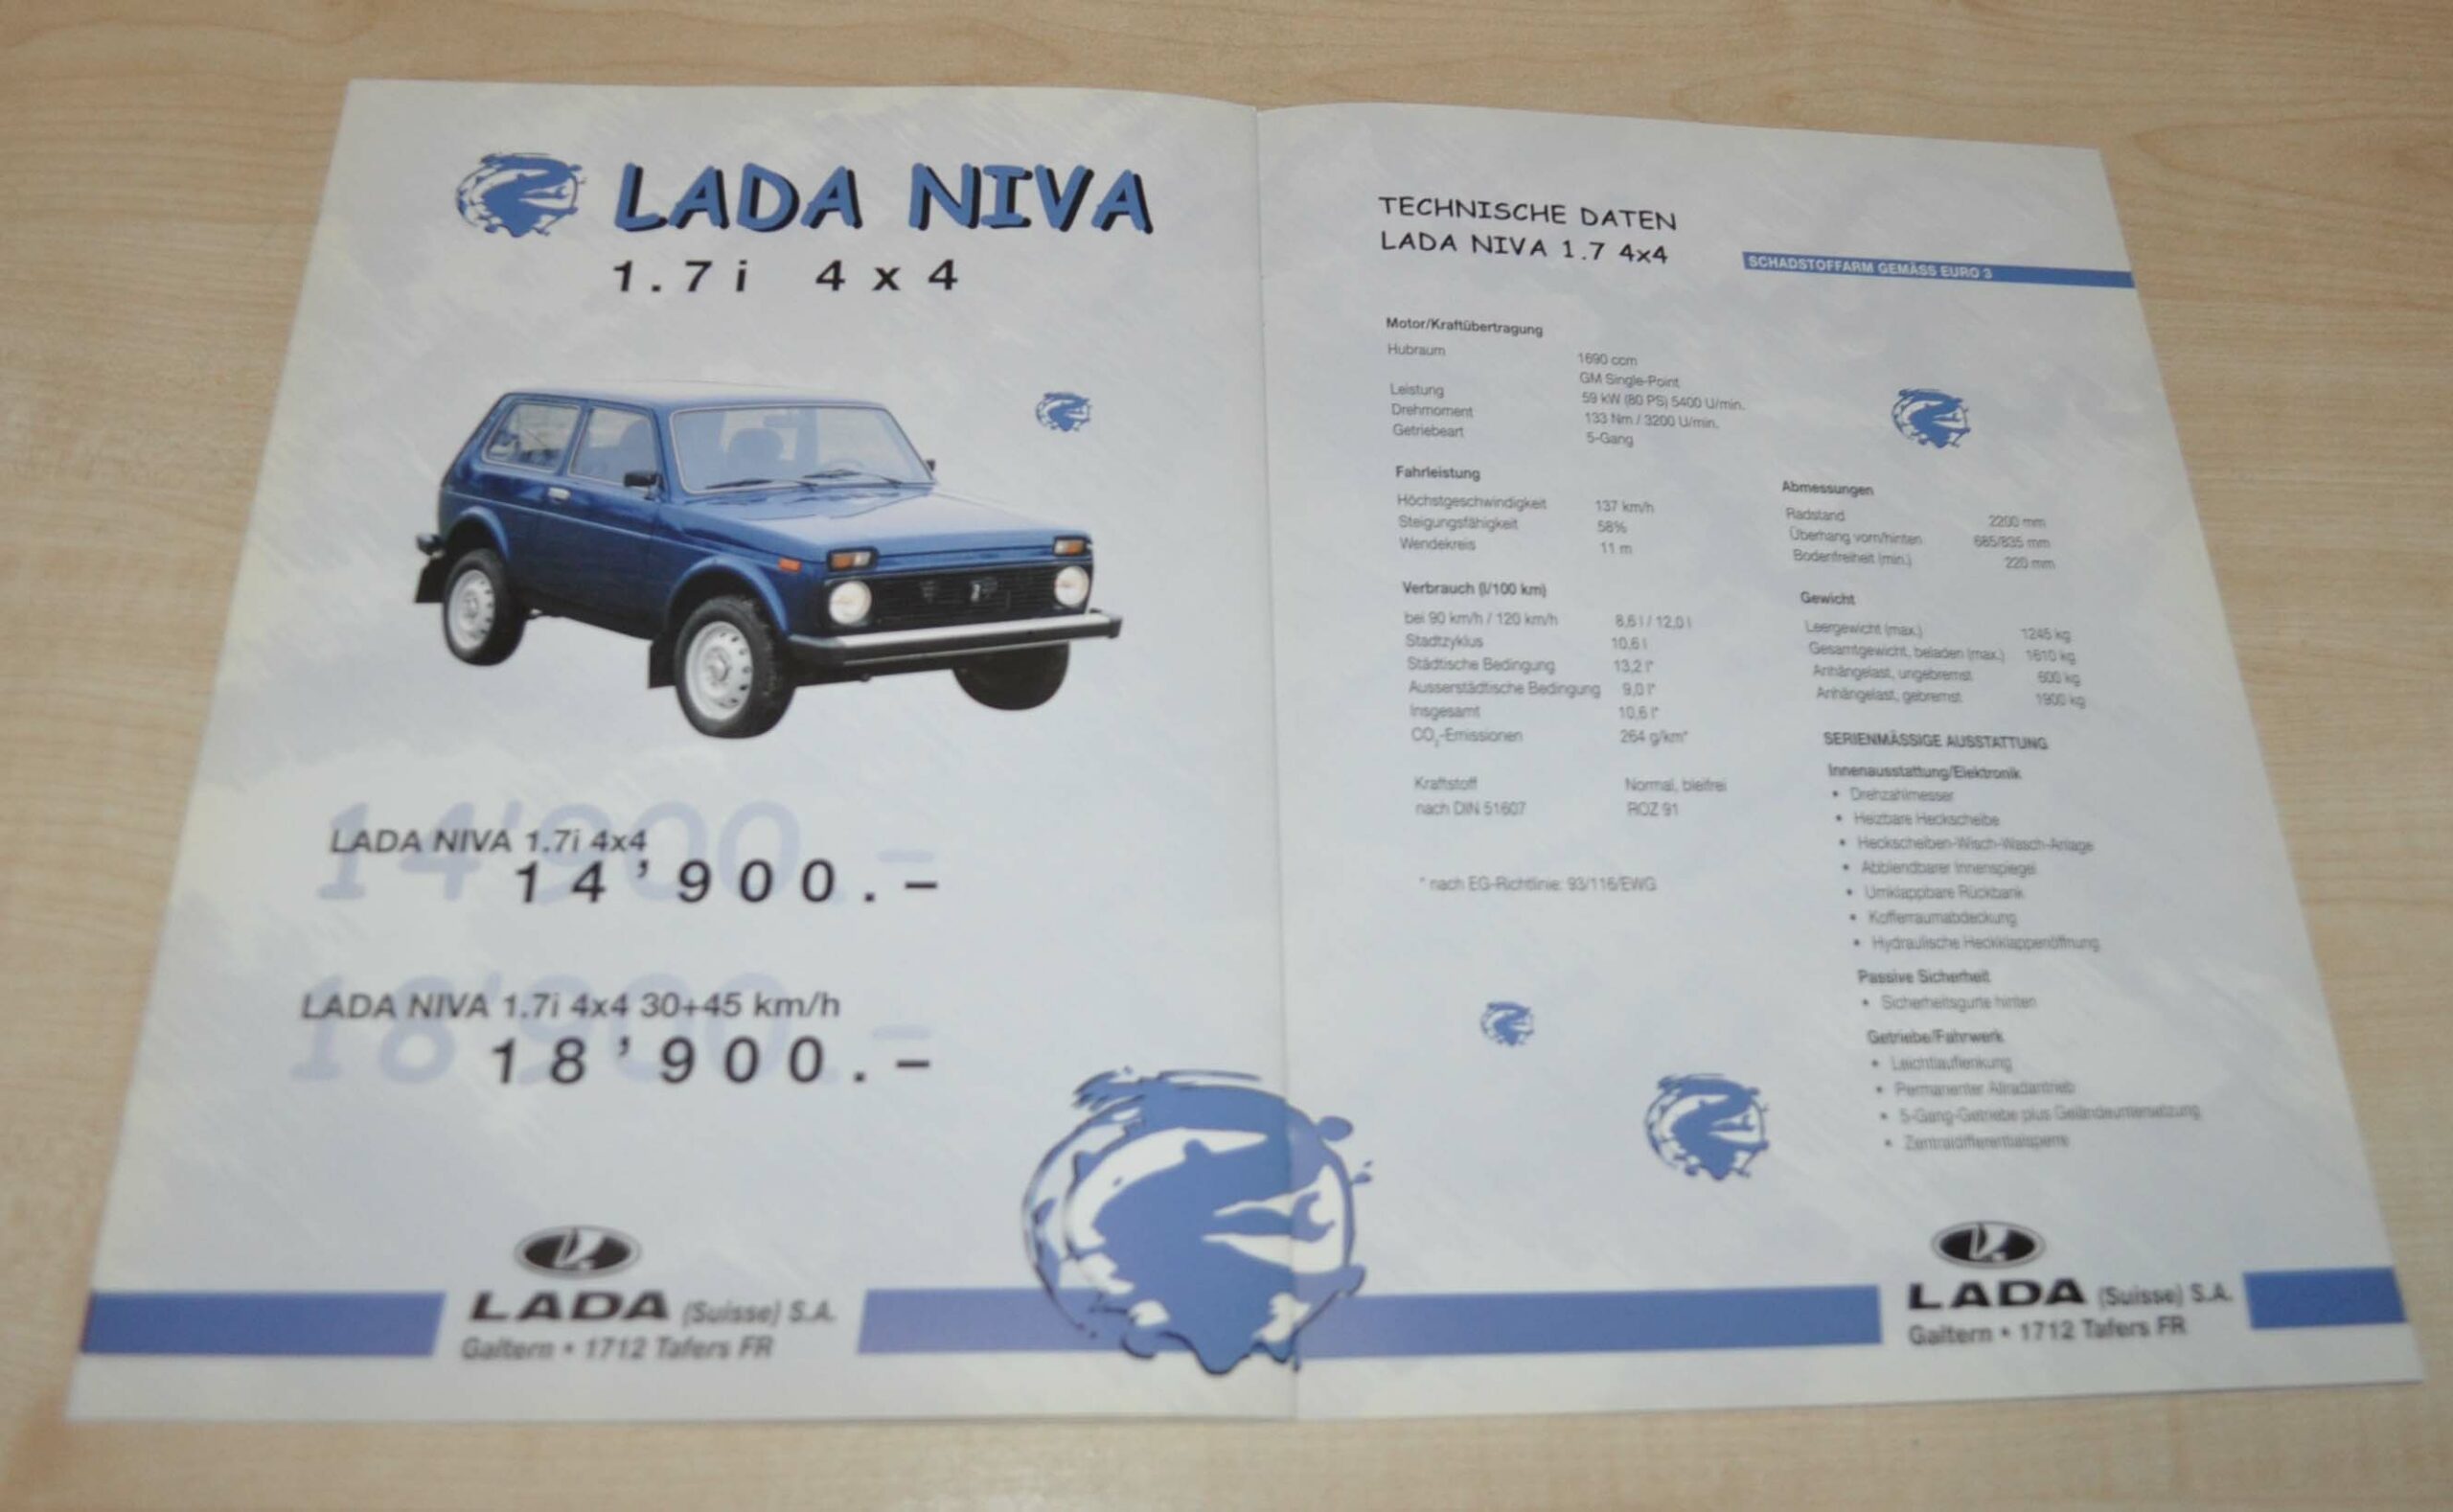 LADA NIVA
1.7i 4x4
14'900.–
LADA NIVA 1.7i 4x4
14'900.–
18'900.–
LADA NIVA 1.7i 4x4 30+45 km/h
18'900.–
LADA (Suisse) S.A.
Galtern • 1712 Tafers FR
TECHNISCHE DATEN
LADA NIVA 1.7 4x4
SCHADSTOFFARM GEMÄSS EURO 3
Motor/Kraftübertragung
Hubraum 1690 ccm
GM Single-Point
Leistung 59 kW (80 PS) 5400 U/min.
Drehmoment 133 Nm / 3200 U/min.
Getriebeart 5-Gang
Fahrleistung
Höchstgeschwindigkeit 137 km/h
Steigungsfähigkeit 58%
Wendekreis 11 m
Verbrauch (l/100 km)
bei 90 km/h / 120 km/h 8,6 l / 12,0 l
Stadtzyklus 10.6 l
Städtische Bedingung 13,2 l*
Ausserstädtische Bedingung 9,0 l*
Insgesamt 10,6 l*
CO₂-Emissionen 264 g/km*
Kraftstoff Normal, bleifrei
nach DIN 51607 ROZ 91
* nach EG-Richtlinie: 93/116/EWG
Abmessungen
Radstand 2200 mm
Überhang vorn/hinten 685/835 mm
Bodenfreiheit (min.) 220 mm
Gewicht
Leergewicht (max.) 1245 kg
Gesamtgewicht, beladen (max.) 1610 kg
Anhängelast, ungebremst 600 kg
Anhängelast, gebremst 1900 kg
SERIENMÄSSIGE AUSSTATTUNG
Innenausstattung/Elektronik
• Drehzahlmesser
• Heizbare Heckscheibe
• Heckscheiben-Wisch-Wasch-Anlage
• Abblendbarer Innenspiegel
• Umklappbare Rückbank
• Kofferraumabdeckung
• Hydraulische Heckklappenöffnung
Passive Sicherheit
• Sicherheitsgurte hinten
Getriebe/Fahrwerk
• Leichtlauflenkung
• Permanenter Allradantrieb
• 5-Gang-Getriebe plus Geländeuntersetzung
• Zentraldifferentialsperre
LADA (Suisse) S.A.
Galtern • 1712 Tafers FR